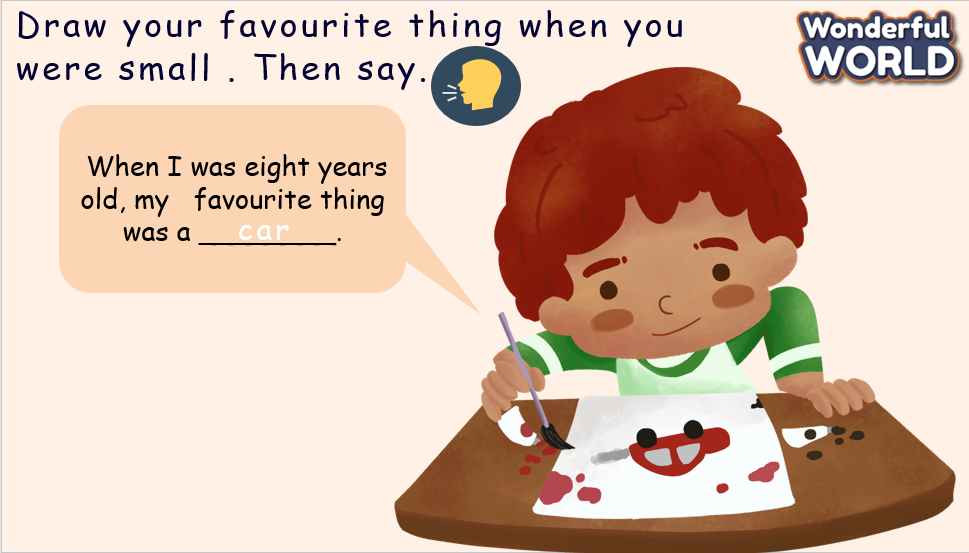 Draw your favourite thing when you
were small . Then say.
Wonderful
WORLD
When I was eight years
old, my favourite thing
was a ___car___.